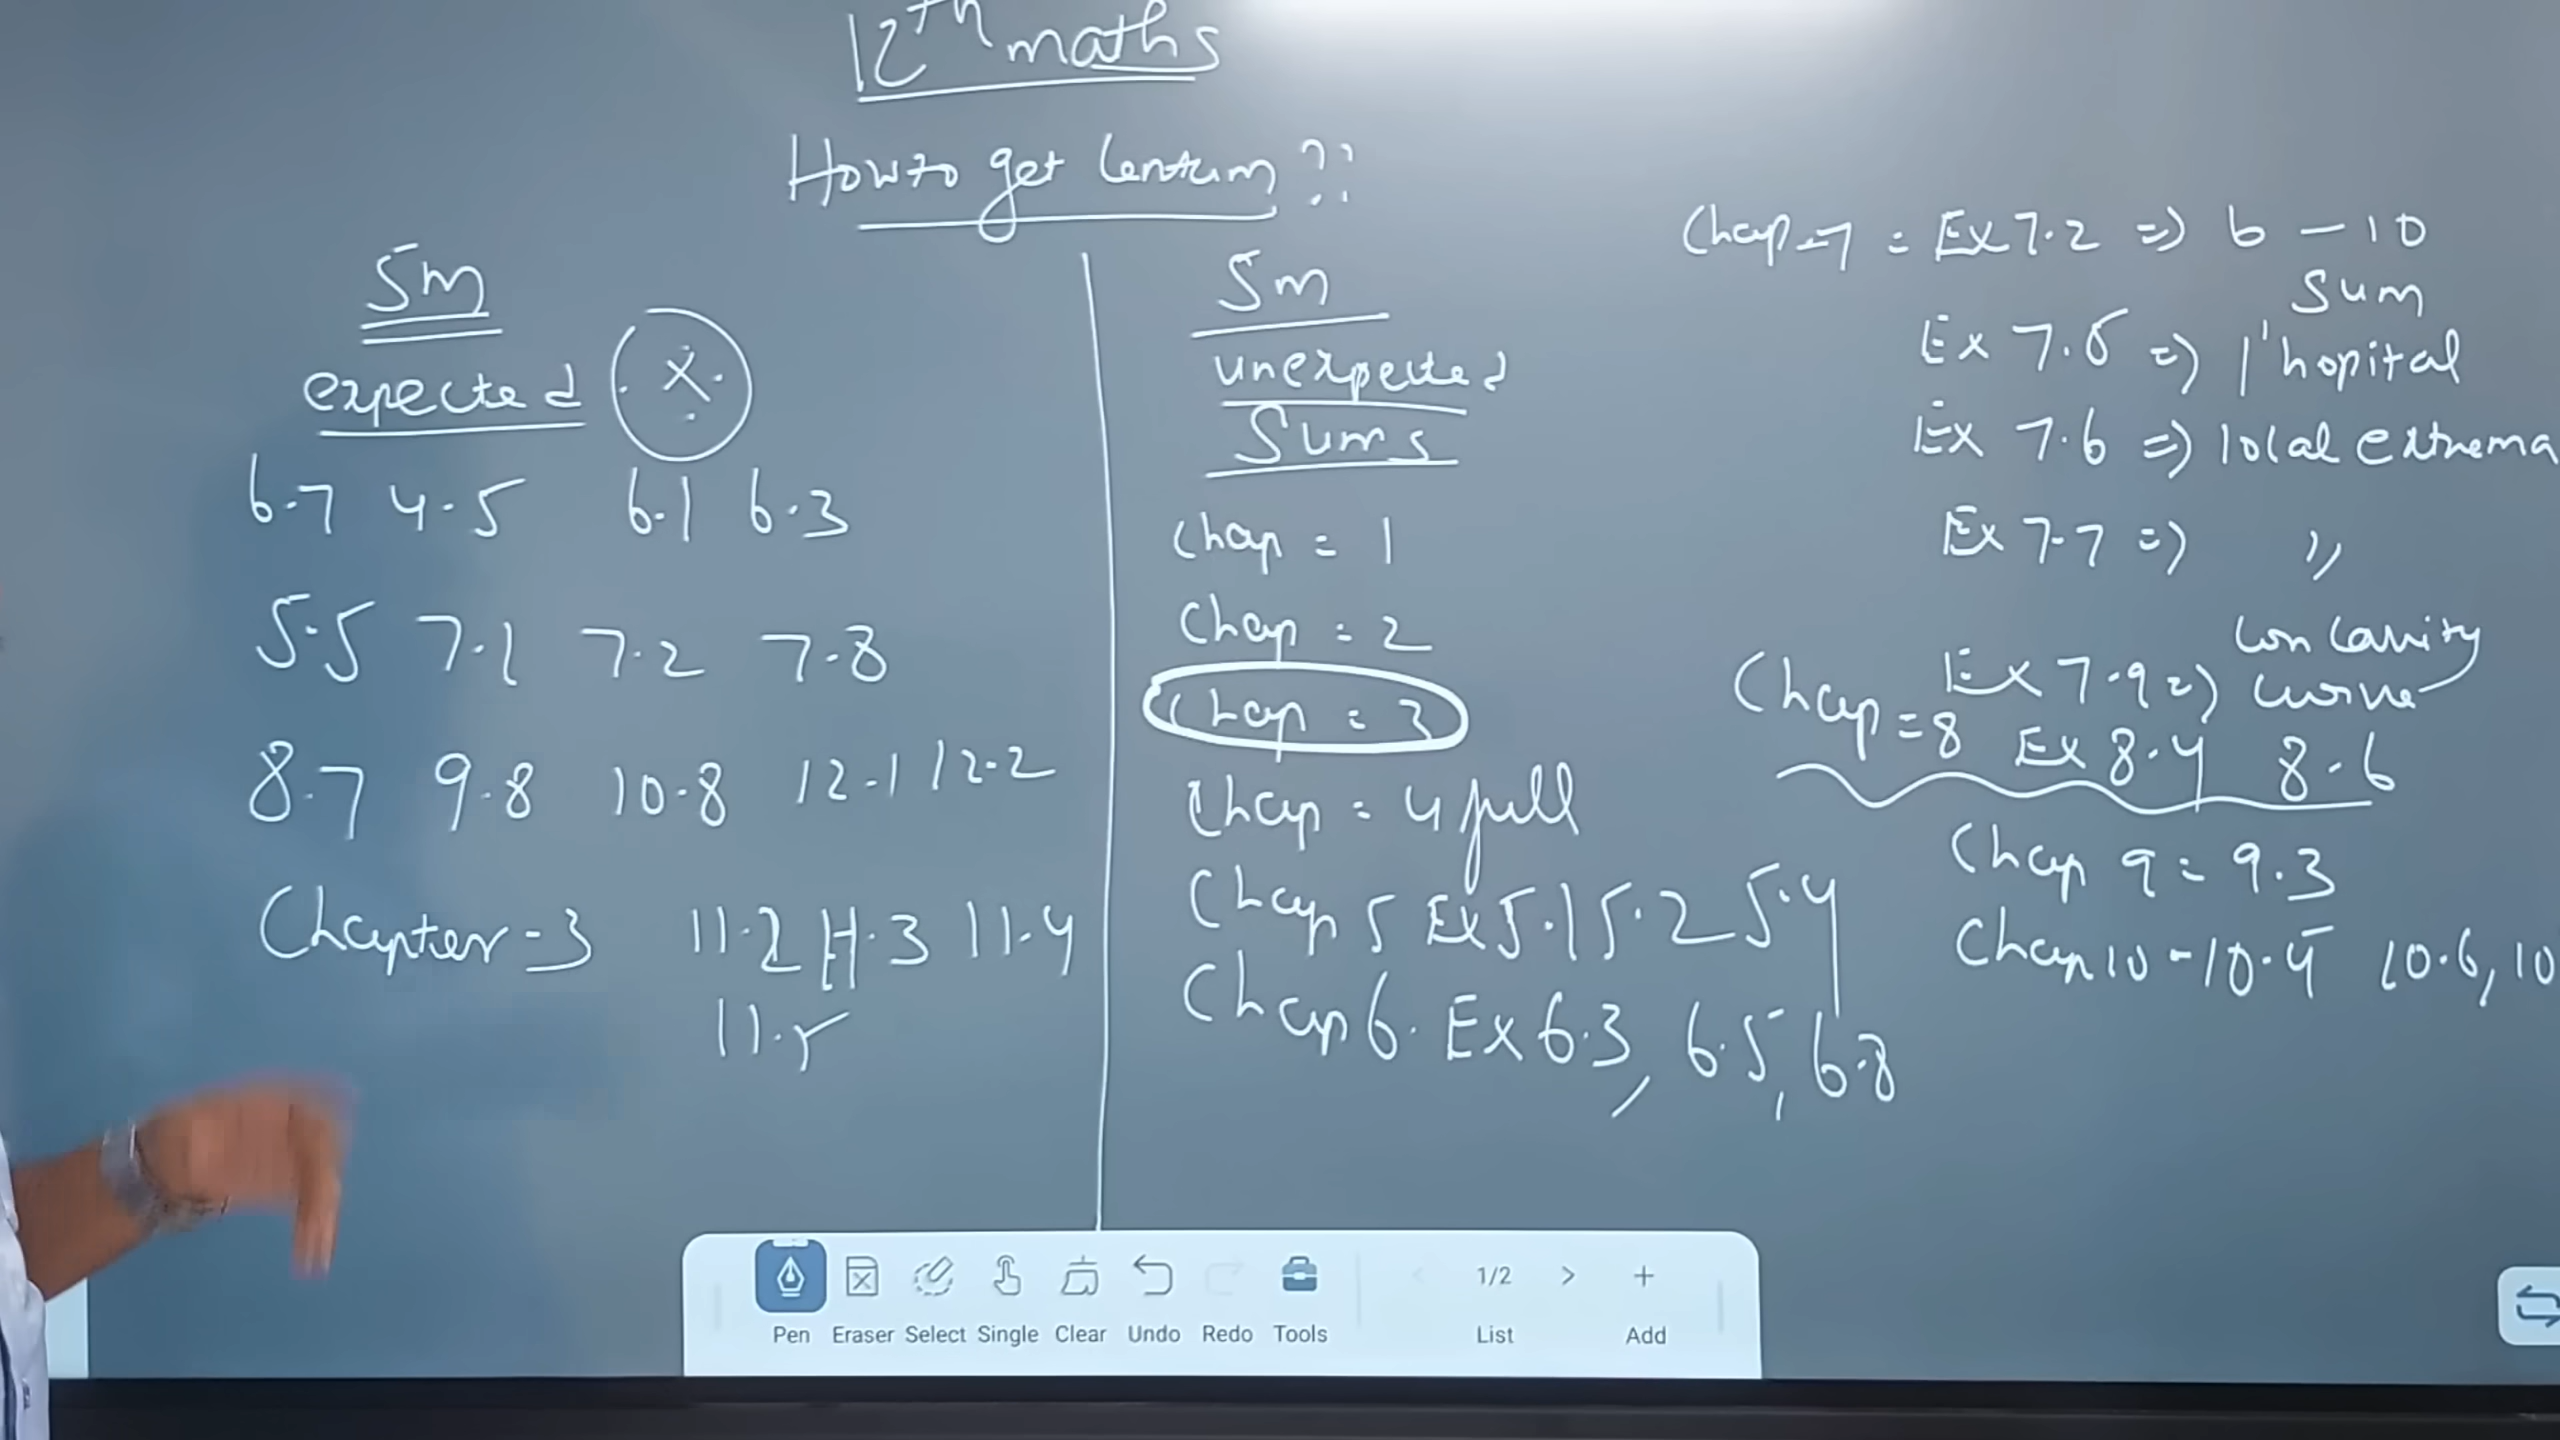 12th maths
How to get Centum ??
5m
expected
6.7 4.5 6.1 6.3
5.5 7.1 7.2 7.8
8.7 9.8 10.8 12.1 12.2
Chapter-3 11.2 11.3 11.4
11.5
5m
unexpected
Sums
Chap = 1
Chap = 2
Chap = 3
Chap = 4 full
Chap 5 Ex 5.1 5.2 5.4
Chap 6. Ex 6.3, 6.5, 6.8
Chap-7 = Ex 7.2 => 6 - 10
Sum
Ex 7.5 => l'hopital
Ex 7.6 => local extrema
Ex 7.7 => "
Ex 7.9 => Concavity
curve
Chap = 8 Ex 8.4 8.6
Chap 9 = 9.3
Chap 10 - 10.4 10.6, 10
Pen Eraser Select Single Clear Undo Redo Tools
1/2
List
Add